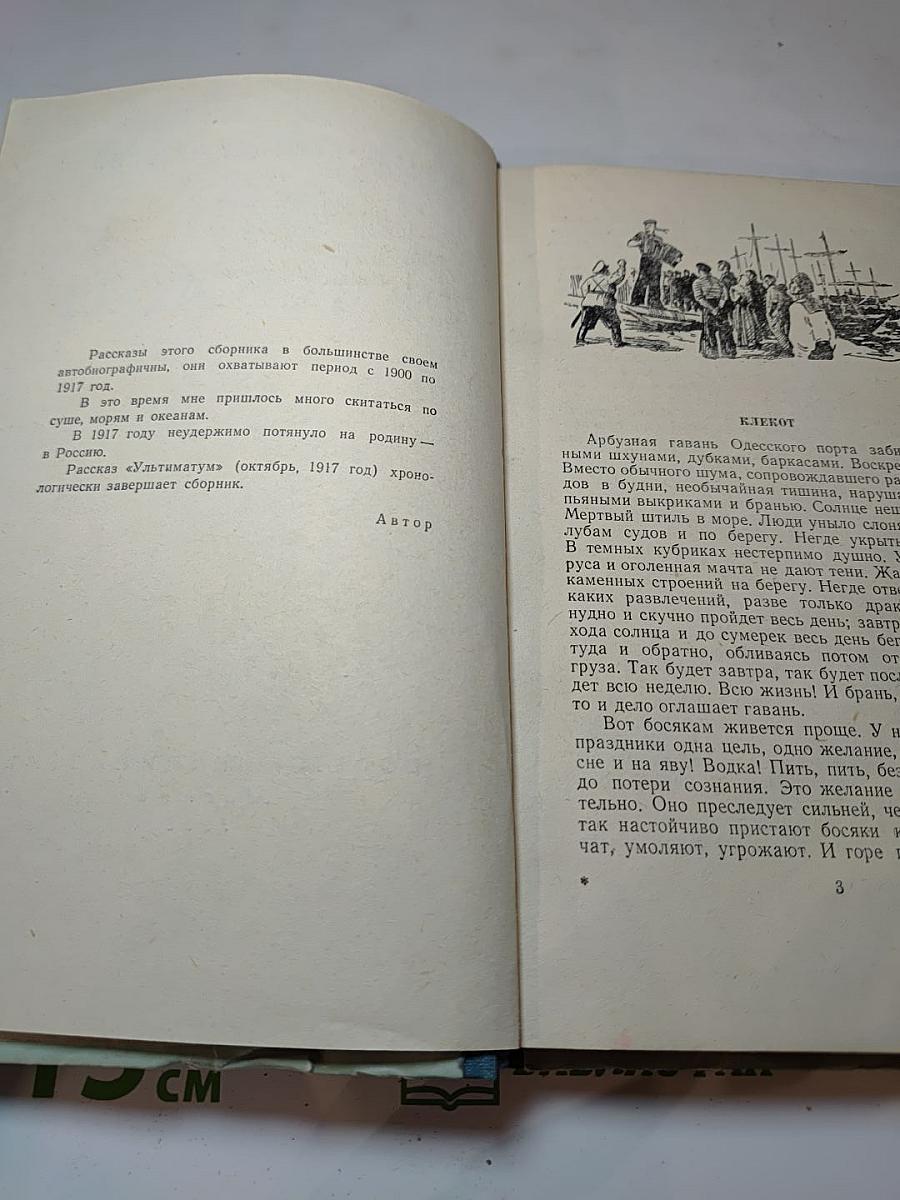 Рассказы этого сборника в большинстве своем
автобиографичны, они охватывают период с 1900 по
1917 год.
В это время мне пришлось много скитаться по
суше, морям и океанам.
В 1917 году неудержимо потянуло на родину —
в Россию.
Рассказ «Ультиматум» (октябрь, 1917 год) хроно-
логически завершает сборник.
Автор
КЛЕКОТ
Арбузная гавань Одесского порта заби
ными шхунами, дубками, баркасами. Воскре
Вместо обычного шума, сопровождавшего ра
дов в будни, необычайная тишина, наруша
пьяными выкриками и бранью. Солнце нещ
Мертвый штиль в море. Люди уныло слоня
лубам судов и по берегу. Негде укрыть
В темных кубриках нестерпимо душно. У
руса и оголенная мачта не дают тени. Жа
каменных строений на берегу. Негде отве
каких развлечений, разве только драк
нудно и скучно пройдет весь день; завтр
хода солнца и до сумерек весь день бег
туда и обратно, обливаясь потом от
груза. Так будет завтра, так будет посл
дет всю неделю. Всю жизнь! И брань,
то и дело оглашает гавань.
Вот босякам живется проще. У н
праздники одна цель, одно желание,
сне и на яву! Водка! Пить, пить, без
до потери сознания. Это желание
тельно. Оно преследует сильней, че
так настойчиво пристают босяки к
чат, умоляют, угрожают. И горе
* 3
15 см